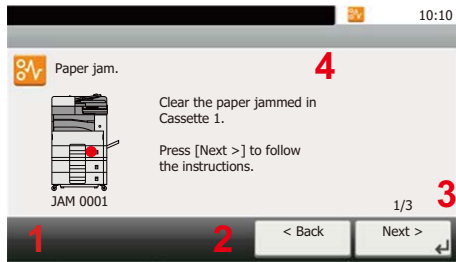 10:10
Paper jam.
4
Clear the paper jammed in
Cassette 1.
Press [Next >] to follow
the instructions.
JAM 0001
1/3
3
1
2
< Back
Next >